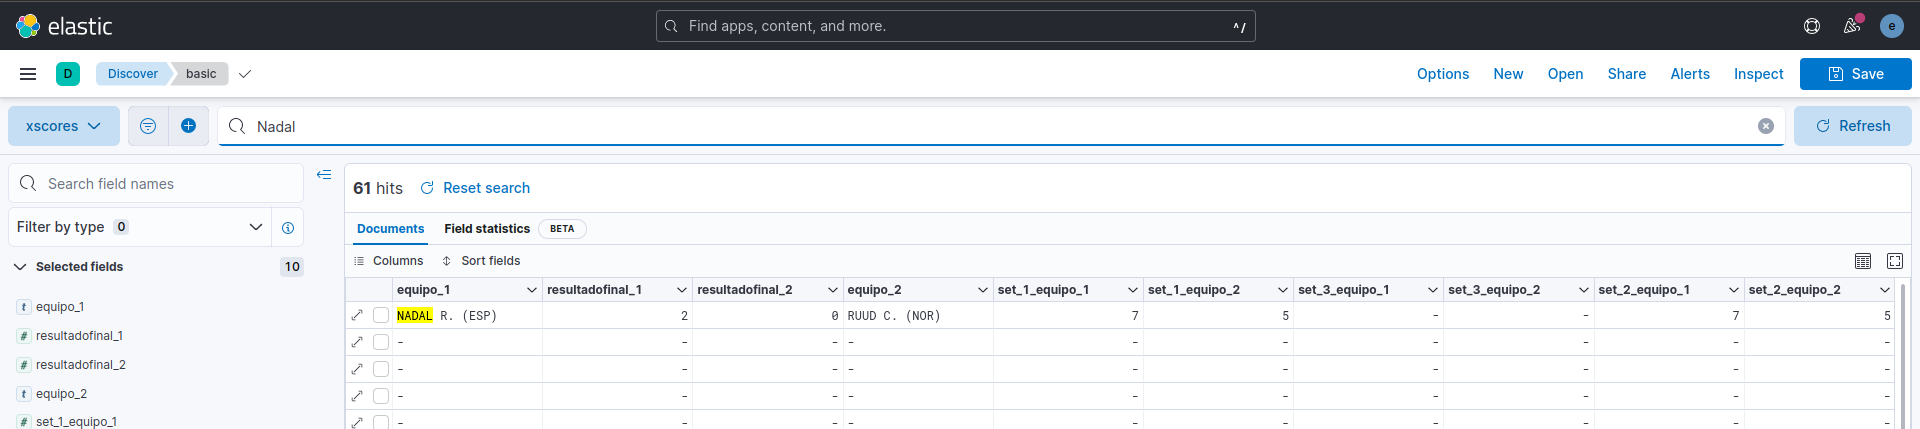 elastic
Find apps, content, and more. ^/
e
D Discover basic Options New Open Share Alerts Inspect Save
xscores Nadal Refresh
Search field names
61 hits Reset search
Filter by type 0
Documents Field statistics BETA
Selected fields 10
Columns Sort fields
equipo_1 resultadofinal_1 resultadofinal_2 equipo_2 set_1_equipo_1 set_1_equipo_2 set_3_equipo_1 set_3_equipo_2 set_2_equipo_1 set_2_equipo_2
NADAL R. (ESP) 2 0 RUUD C. (NOR) 7 5 - - 7 5
- - - - - - - - - -
- - - - - - - - - -
- - - - - - - - - -
- - - - - - - - - -
t equipo_1
# resultadofinal_1
# resultadofinal_2
t equipo_2
# set_1_equipo_1